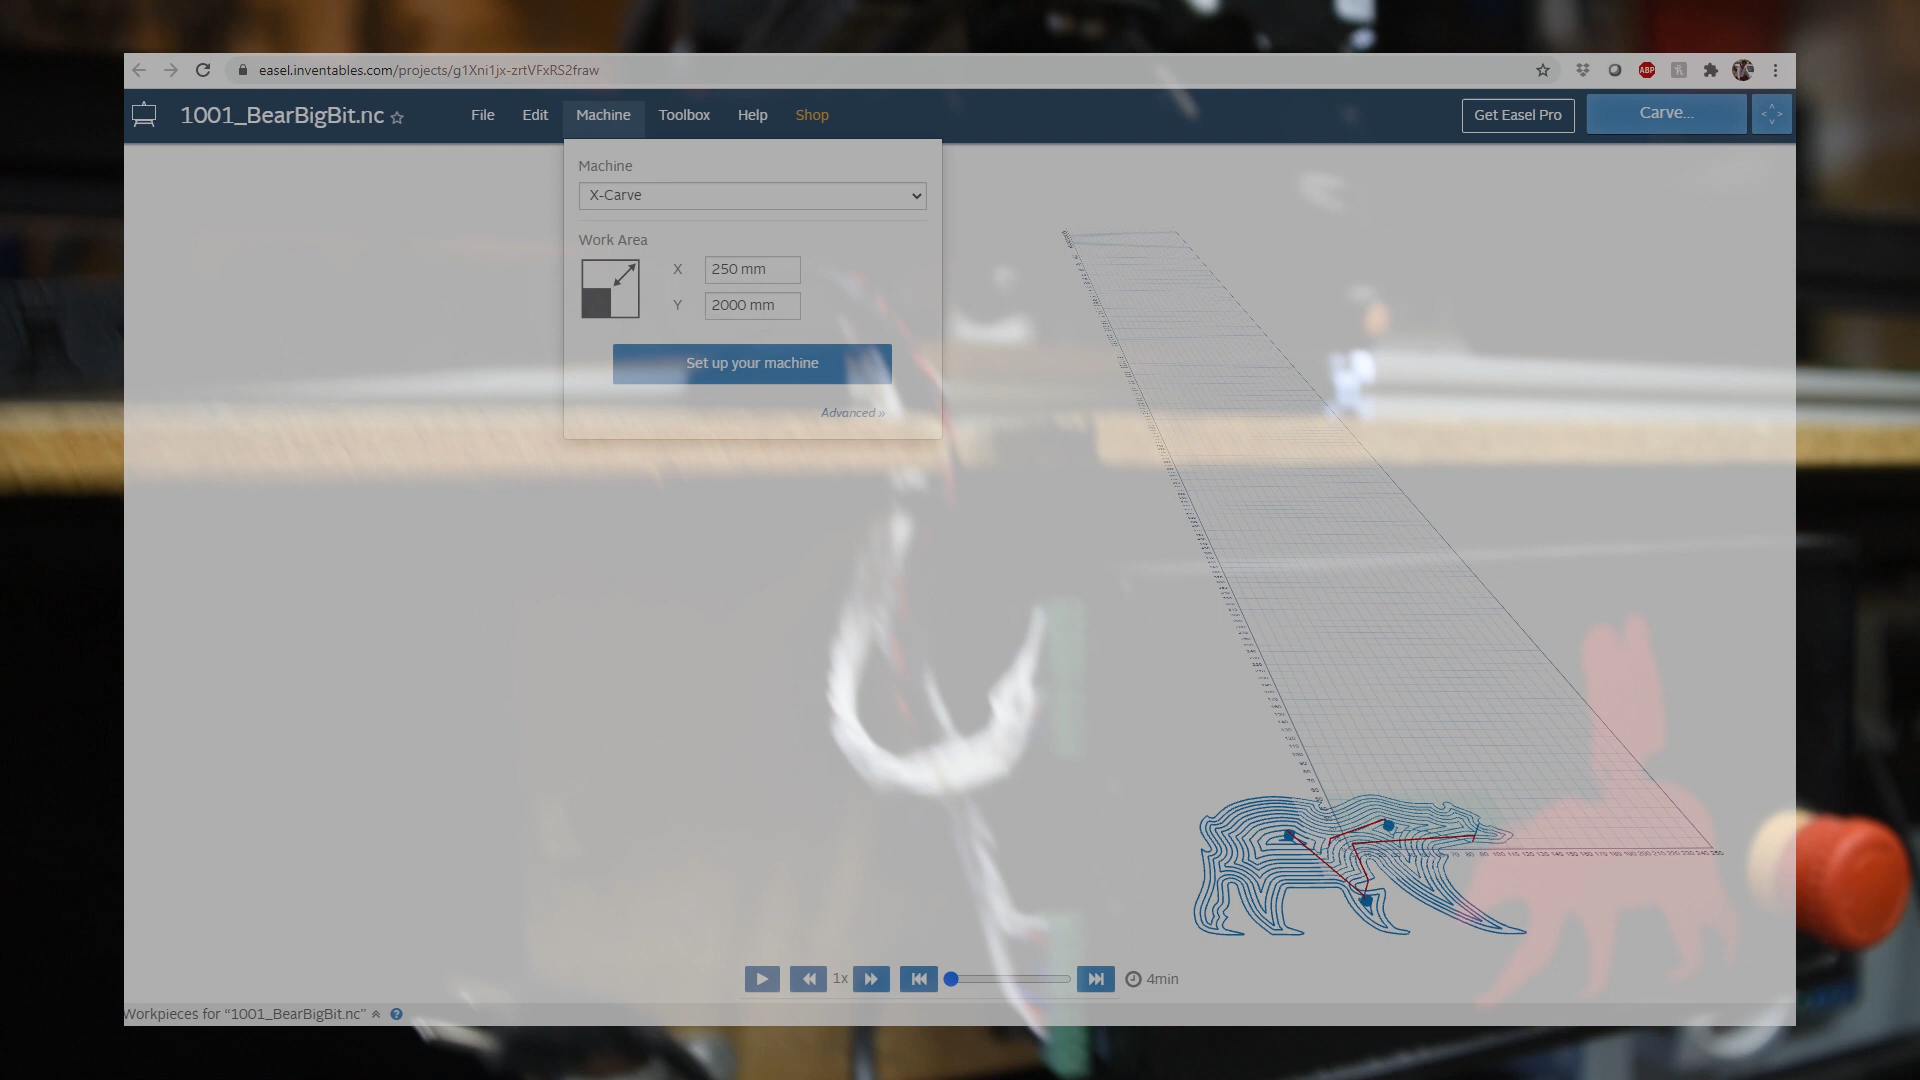 easel.inventables.com/projects/g1Xni1jx-zrtVFxRS2fraw
ABP
1001_BearBigBit.nc
File Edit Machine Toolbox Help Shop
Get Easel Pro
Carve...
Machine
X-Carve
Work Area
X 250 mm
Y 2000 mm
Set up your machine
Advanced »
1x
4min
Workpieces for “1001_BearBigBit.nc”
?